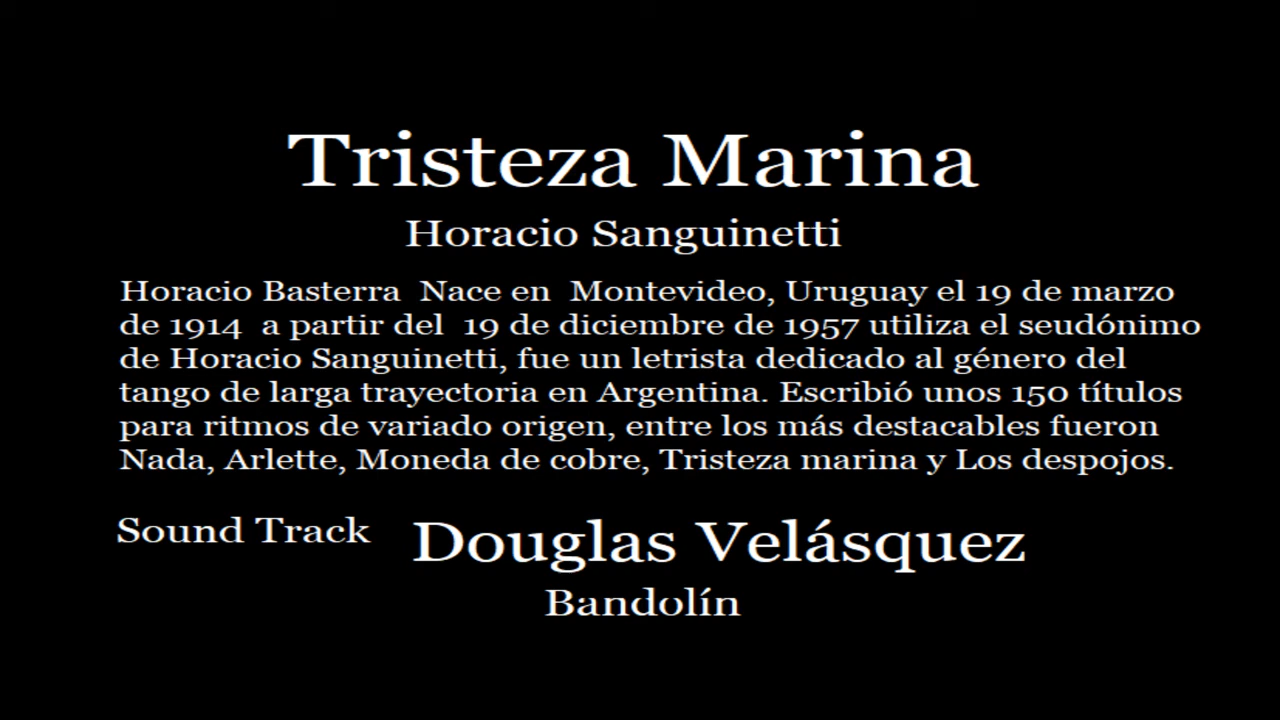 Tristeza Marina
Horacio Sanguinetti
Horacio Basterra  Nace en  Montevideo, Uruguay el 19 de marzo
de 1914  a partir del  19 de diciembre de 1957 utiliza el seudónimo
de Horacio Sanguinetti, fue un letrista dedicado al género del
tango de larga trayectoria en Argentina. Escribió unos 150 títulos
para ritmos de variado origen, entre los más destacables fueron
Nada, Arlette, Moneda de cobre, Tristeza marina y Los despojos.
Sound Track Douglas Velásquez
Bandolín